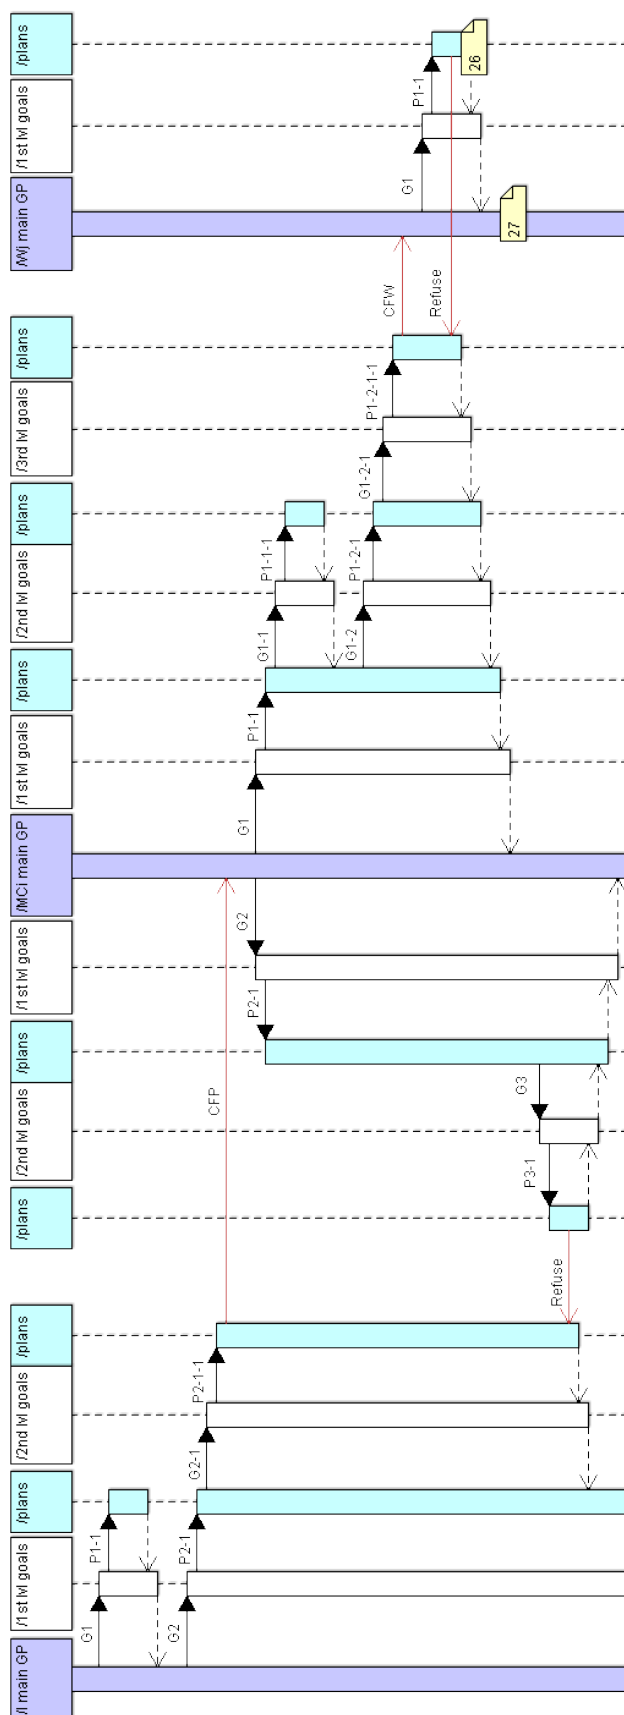 /I main GP
/1st lvl goals
/plans
/2nd lvl goals
/plans
/plans
/2nd lvl goals
/plans
/1st lvl goals
/MCi main GP
/1st lvl goals
/plans
/2nd lvl goals
/plans
/3rd lvl goals
/plans
/Wj main GP
/1st lvl goals
/plans
G1
P1-1
G2
P2-1
G2-1
P2-1-1
CFP
G2
G1
P2-1
P1-1
G1-1
P1-1-1
G1-2
P1-2-1
G1-2-1
P1-2-1-1
CFW
G1
P1-1
Refuse
26
27
G3
P3-1
Refuse